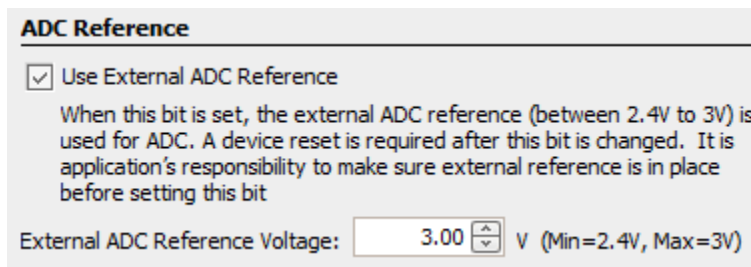 ADC Reference
Use External ADC Reference
When this bit is set, the external ADC reference (between 2.4V to 3V) is
used for ADC. A device reset is required after this bit is changed.  It is
application's responsibility to make sure external reference is in place
before setting this bit
External ADC Reference Voltage: 3.00 V (Min=2.4V, Max=3V)